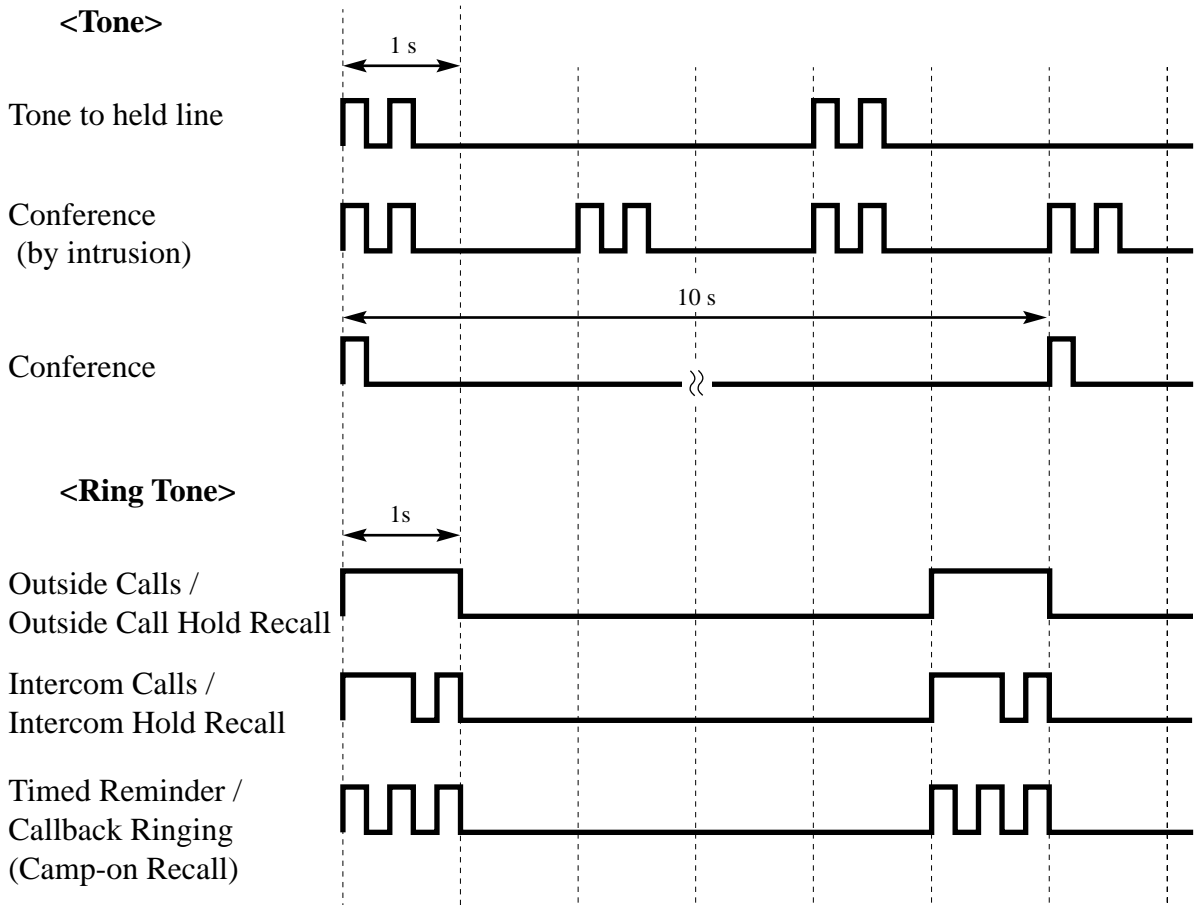 <Tone>
1 s
Tone to held line
Conference
(by intrusion)
10 s
Conference
<Ring Tone>
1s
Outside Calls /
Outside Call Hold Recall
Intercom Calls /
Intercom Hold Recall
Timed Reminder /
Callback Ringing
(Camp-on Recall)